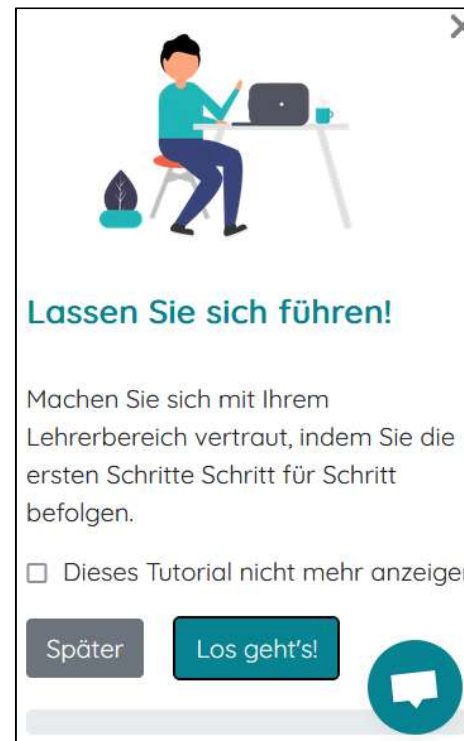 Lassen Sie sich führen!
Machen Sie sich mit Ihrem
Lehrerbereich vertraut, indem Sie die
ersten Schritte Schritt für Schritt
befolgen.
Dieses Tutorial nicht mehr anzeigen
Später
Los geht's!